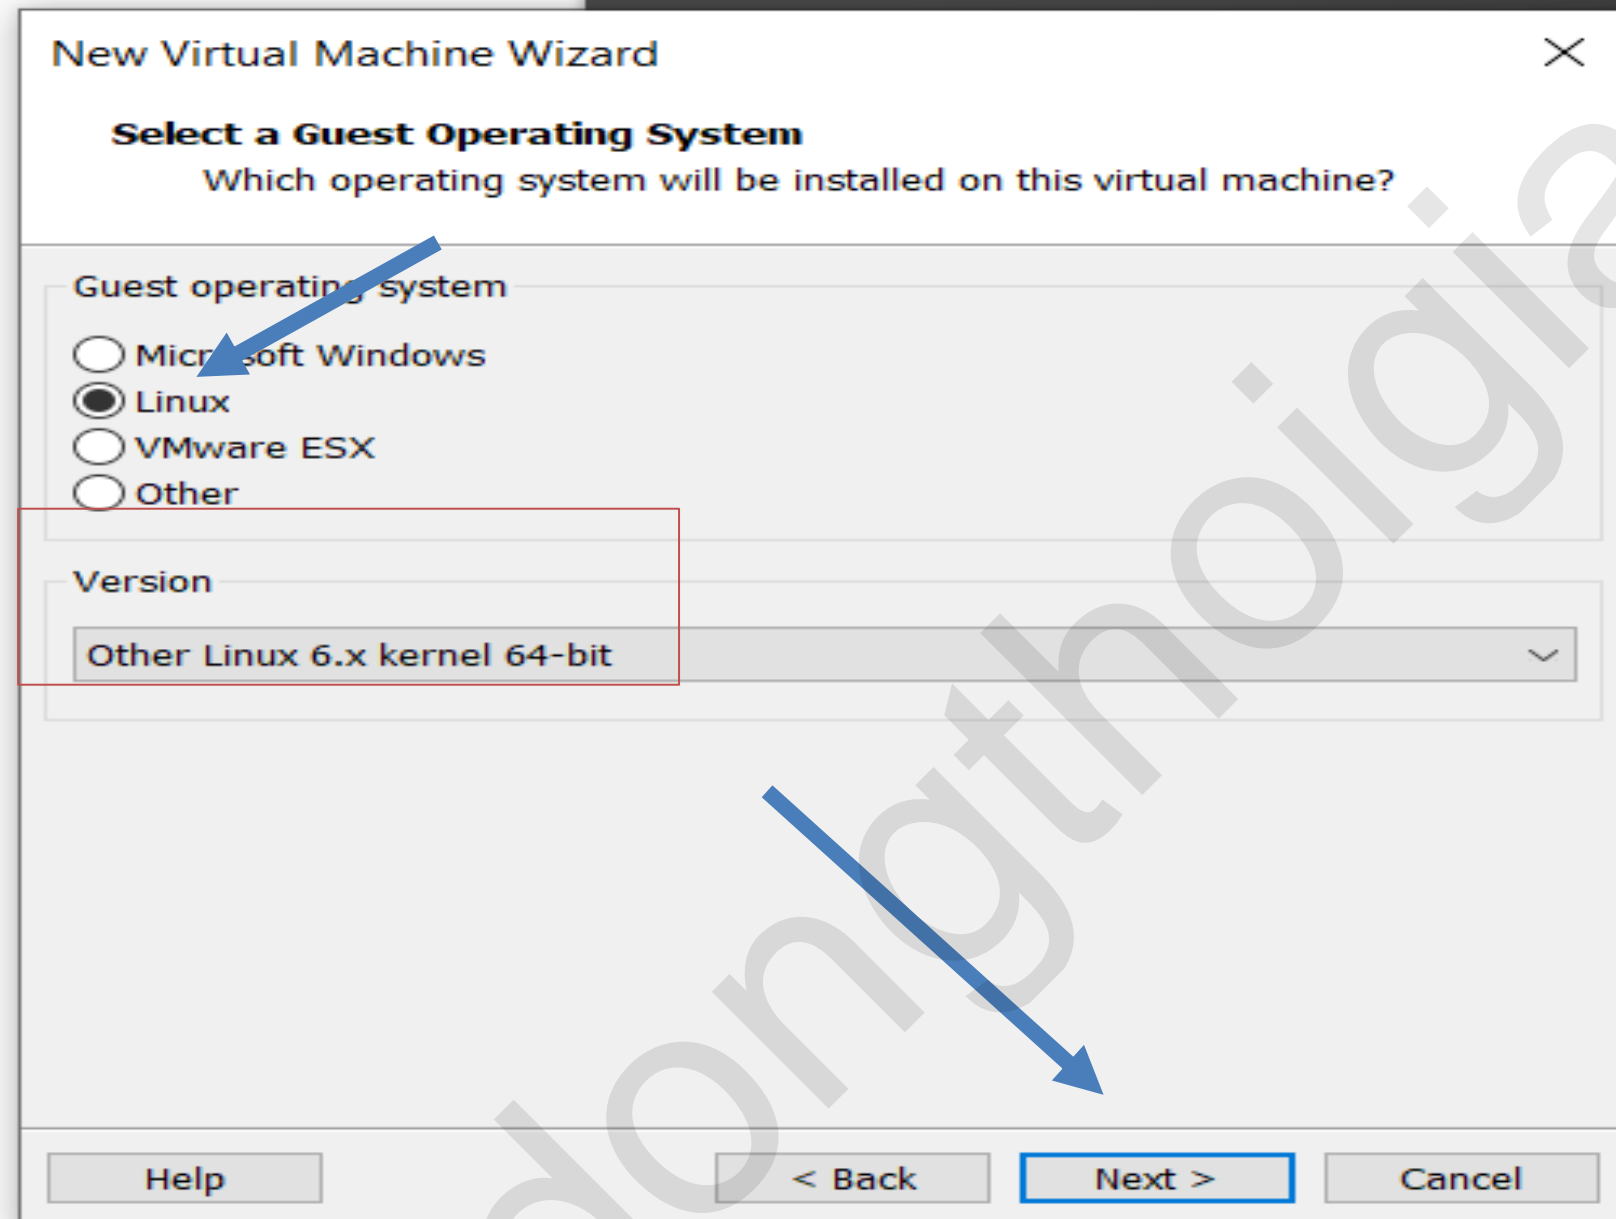 New Virtual Machine Wizard
Select a Guest Operating System
Which operating system will be installed on this virtual machine?
Guest operating system
Microsoft Windows
Linux
VMware ESX
Other
Version
Other Linux 6.x kernel 64-bit
Help
< Back
Next >
Cancel
dongthoigia